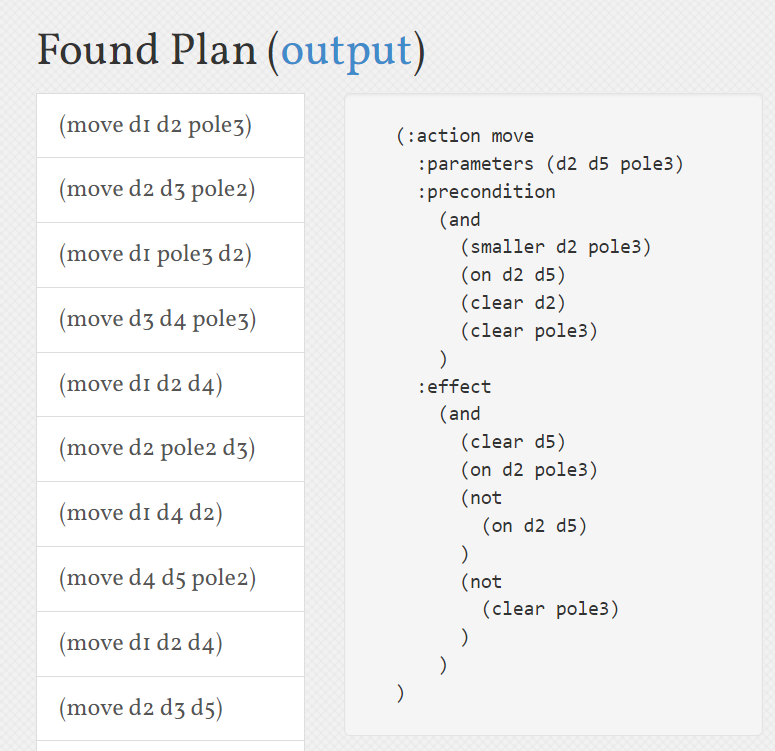 Found Plan (output)
(move d1 d2 pole3)
(move d2 d3 pole2)
(move d1 pole3 d2)
(move d3 d4 pole3)
(move d1 d2 d4)
(move d2 pole2 d3)
(move d1 d4 d2)
(move d4 d5 pole2)
(move d1 d2 d4)
(move d2 d3 d5)
(:action move
  :parameters (d2 d5 pole3)
  :precondition
    (and
      (smaller d2 pole3)
      (on d2 d5)
      (clear d2)
      (clear pole3)
    )
  :effect
    (and
      (clear d5)
      (on d2 pole3)
      (not
        (on d2 d5)
      )
      (not
        (clear pole3)
      )
    )
)